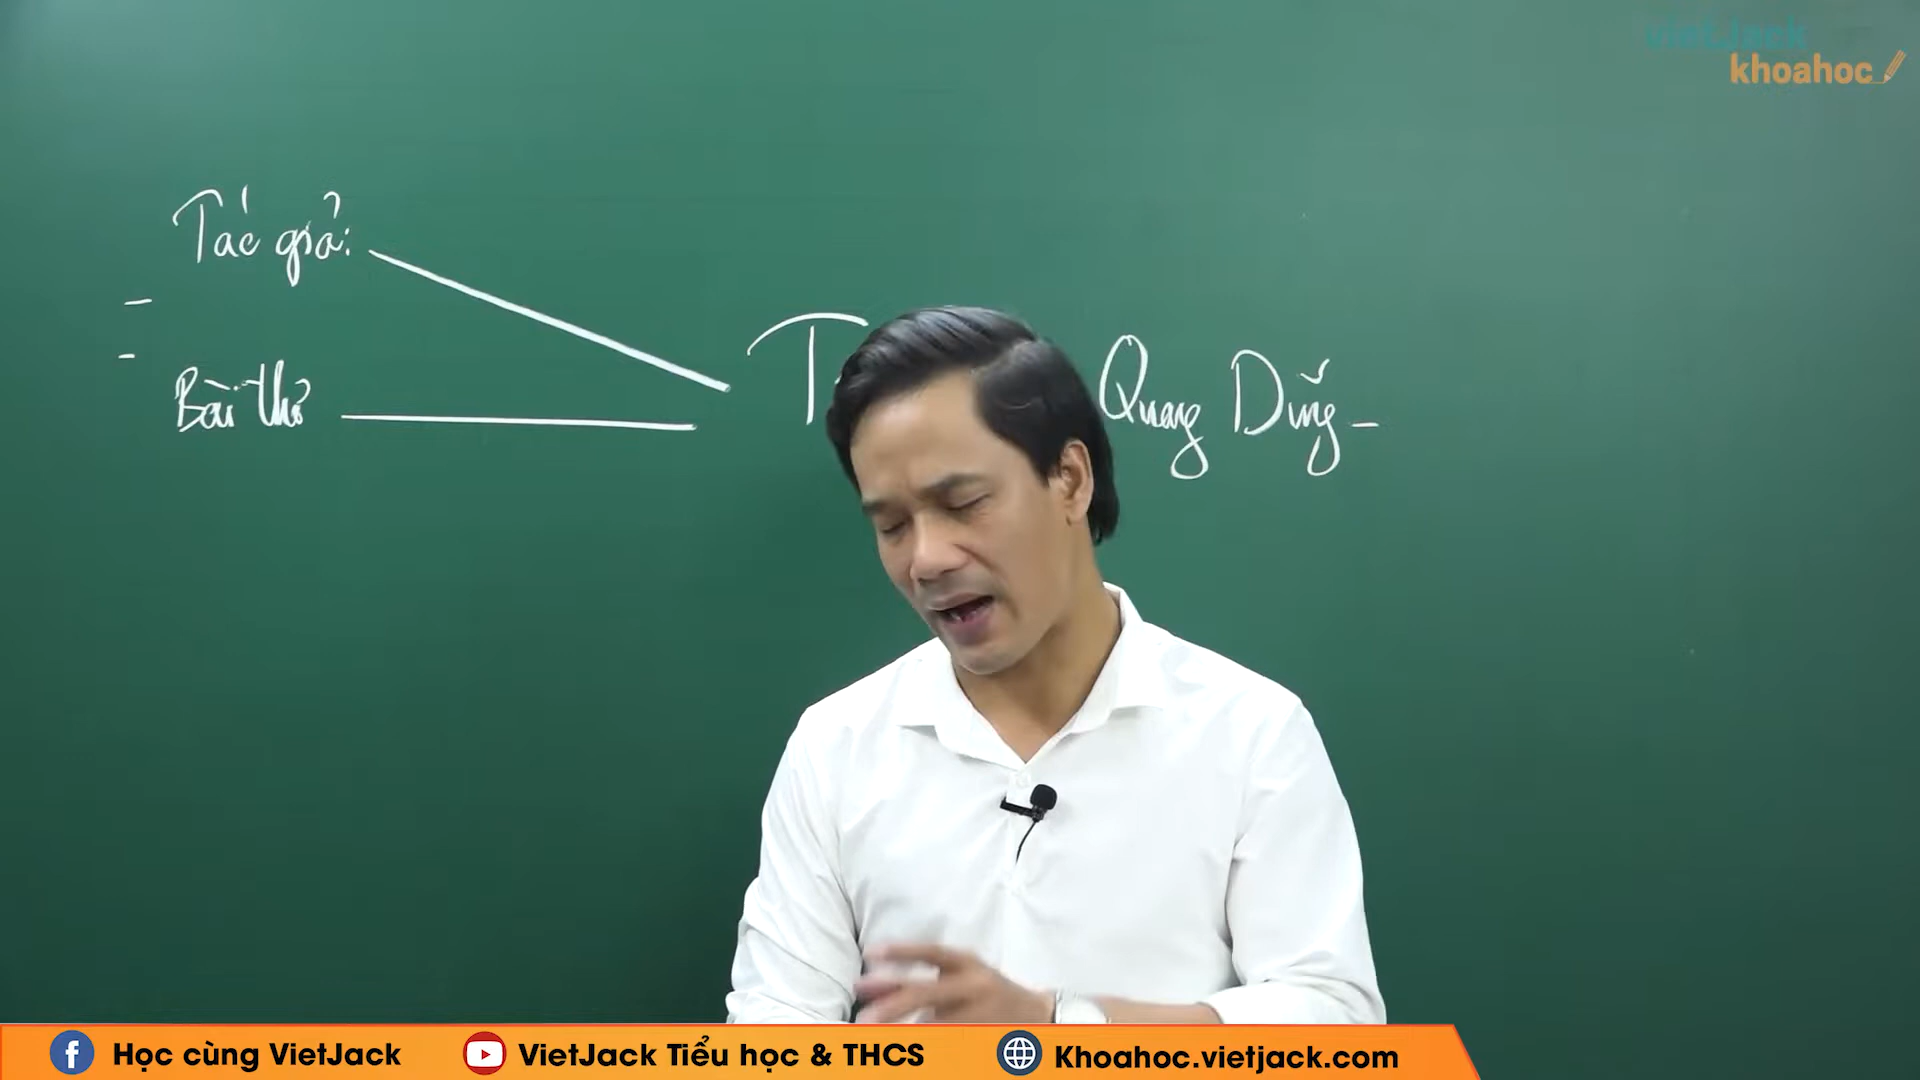 vietJack
khoahoc
Tác giả:
Bài thơ
Quang Dũng
Học cùng VietJack
VietJack Tiểu học & THCS
Khoahoc.vietjack.com